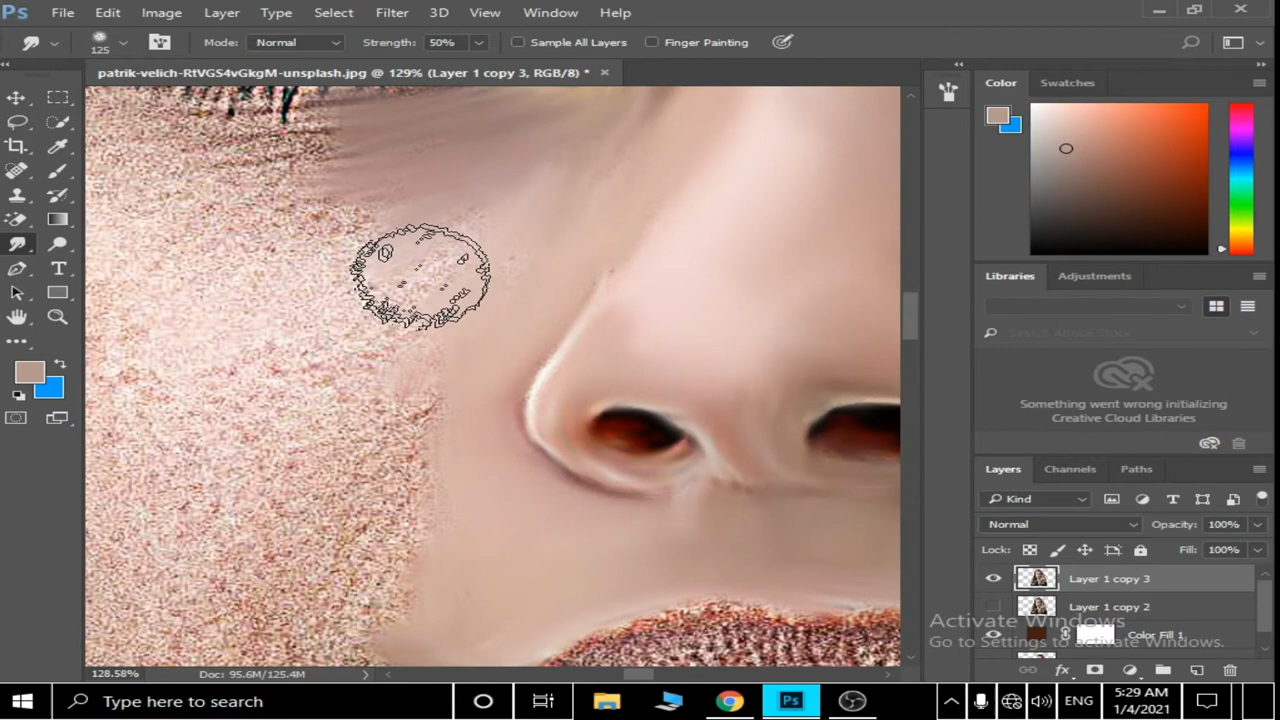 Ps File Edit Image Layer Type Select Filter 3D View Window Help
125 Mode: Normal Strength: 50% Sample All Layers Finger Painting
patrik-velich-RtVGS4vGkgM-unsplash.jpg @ 129% (Layer 1 copy 3, RGB/8) * ×
Color Swatches
Libraries Adjustments
Search Adobe Stock
Something went wrong initializing
Creative Cloud Libraries
Layers Channels Paths
Kind
Normal Opacity: 100%
Lock: Fill: 100%
Layer 1 copy 3
Layer 1 copy 2
Color Fill 1
Activate Windows
Go to Settings to activate Windows.
128.58% Doc: 95.6M/125.4M
Type here to search
Ps
ENG
5:29 AM
1/4/2021